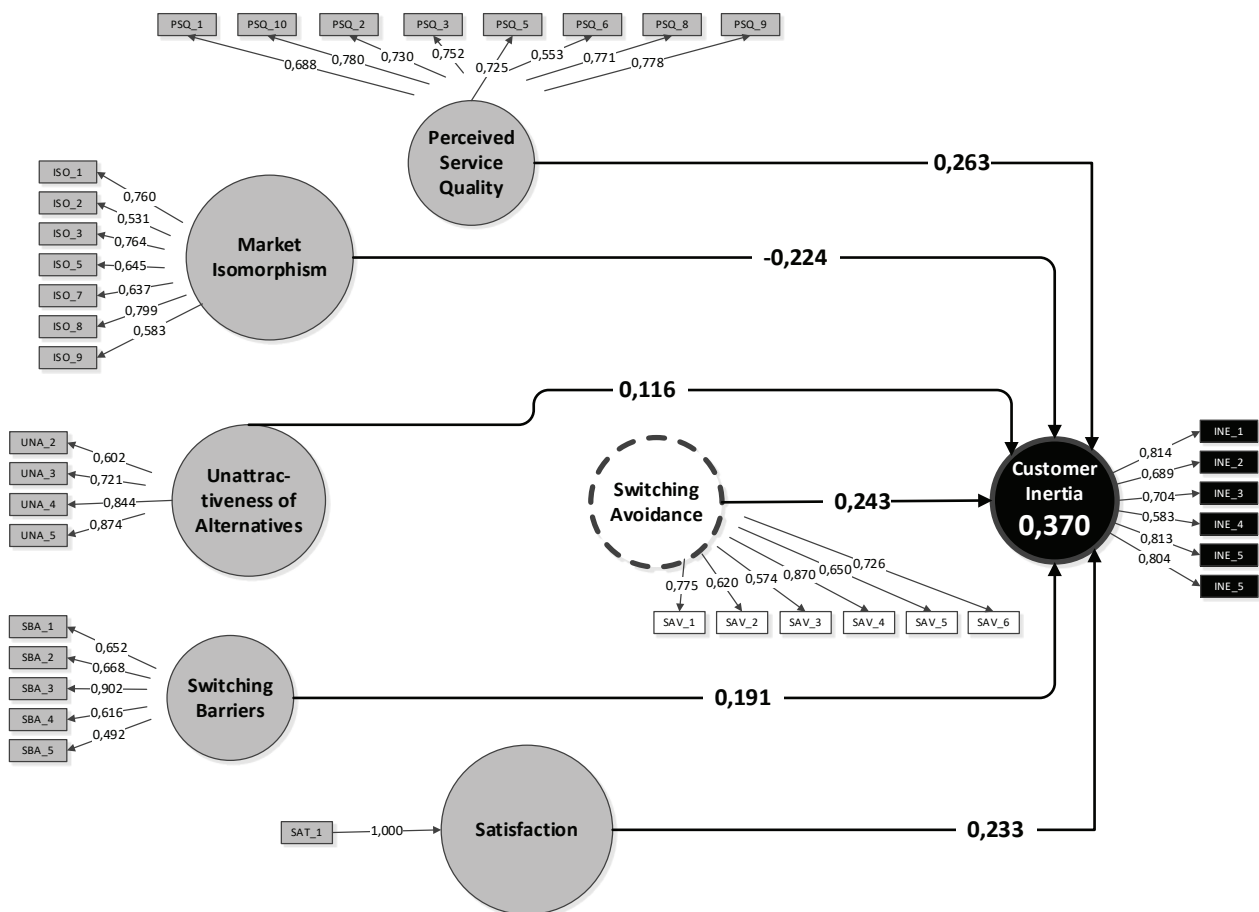 PSQ_1
PSQ_10
PSQ_2
PSQ_3
PSQ_5
PSQ_6
PSQ_8
PSQ_9
0,688
0,780
0,730
0,752
0,725
0,553
0,771
0,778
Perceived
Service
Quality
0,263
ISO_1
ISO_2
ISO_3
ISO_5
ISO_7
ISO_8
ISO_9
0,760
0,531
0,764
0,645
0,637
0,799
0,583
Market
Isomorphism
-0,224
0,116
UNA_2
UNA_3
UNA_4
UNA_5
0,602
0,721
0,844
0,874
Unattrac-
tiveness of
Alternatives
Switching
Avoidance
0,243
0,775
0,620
0,574
0,870
0,650
0,726
SAV_1
SAV_2
SAV_3
SAV_4
SAV_5
SAV_6
Customer
Inertia
0,370
0,814
0,689
0,704
0,583
0,813
0,804
INE_1
INE_2
INE_3
INE_4
INE_5
INE_5
SBA_1
SBA_2
SBA_3
SBA_4
SBA_5
0,652
0,668
0,902
0,616
0,492
Switching
Barriers
0,191
SAT_1
1,000
Satisfaction
0,233